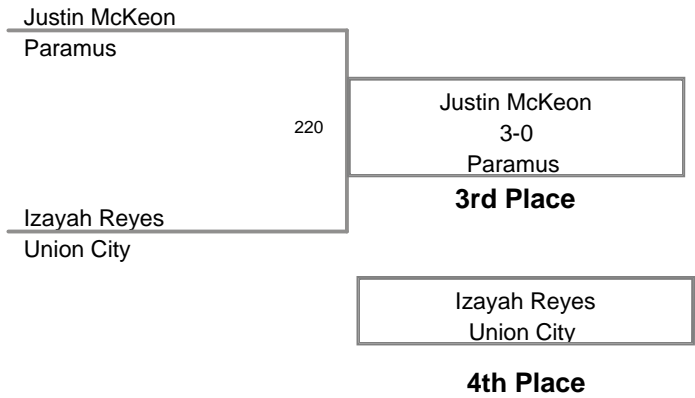 Justin McKeon
Paramus
220
Justin McKeon
3-0
Paramus
3rd Place
Izayah Reyes
Union City
Izayah Reyes
Union City
4th Place